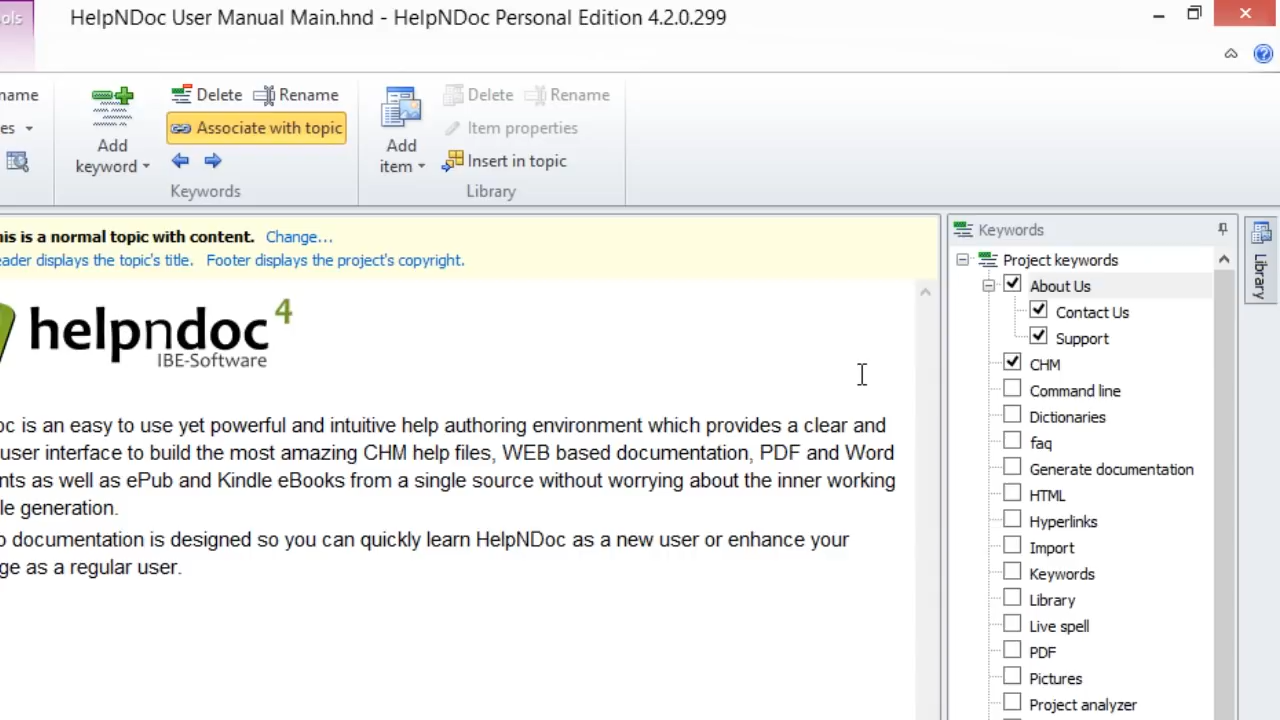 HelpNDoc User Manual Main.hnd - HelpNDoc Personal Edition 4.2.0.299
Delete Rename
Associate with topic
Add keyword
Keywords
Delete Rename
Item properties
Insert in topic
Add item
Library
is is a normal topic with content. Change...
ader displays the topic's title. Footer displays the project's copyright.
helpndoc 4
IBE-Software
oc is an easy to use yet powerful and intuitive help authoring environment which provides a clear and
user interface to build the most amazing CHM help files, WEB based documentation, PDF and Word
nts as well as ePub and Kindle eBooks from a single source without worrying about the inner working
le generation.
documentation is designed so you can quickly learn HelpNDoc as a new user or enhance your
ge as a regular user.
Keywords
Project keywords
About Us
Contact Us
Support
CHM
Command line
Dictionaries
faq
Generate documentation
HTML
Hyperlinks
Import
Keywords
Library
Live spell
PDF
Pictures
Project analyzer
Library